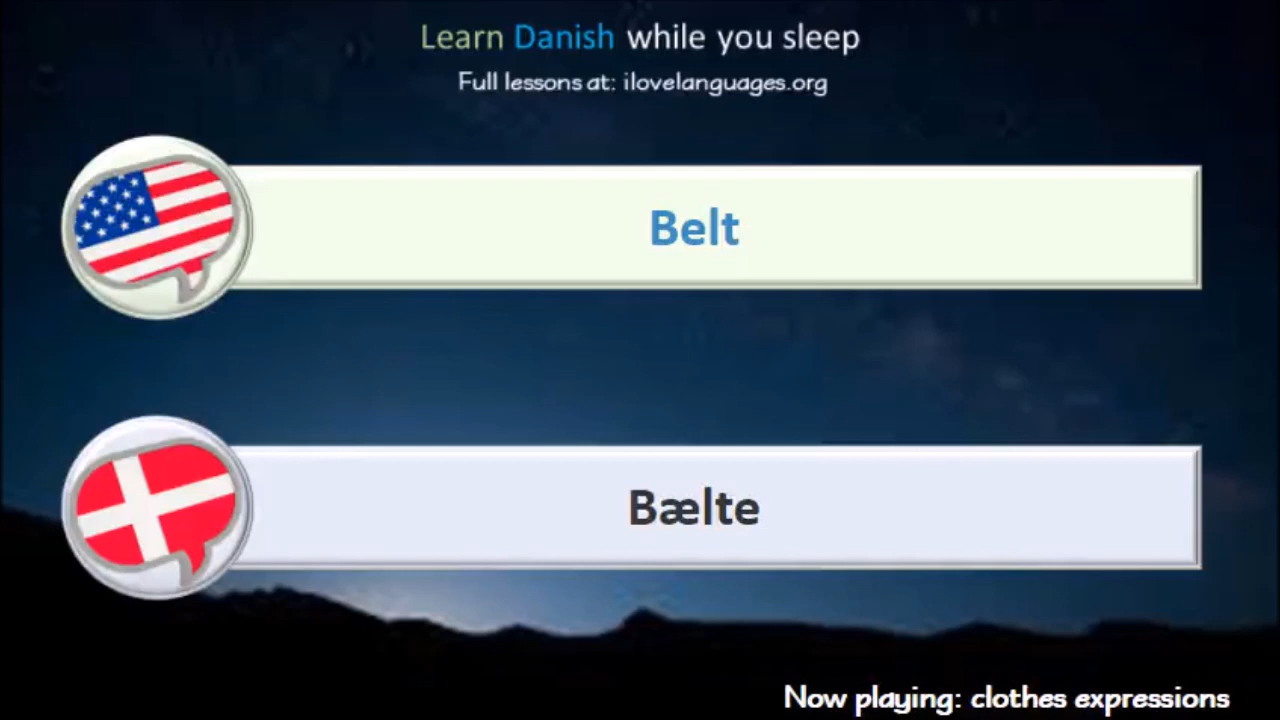 Learn Danish while you sleep
Full lessons at: ilovelanguages.org
Belt
Bælte
Now playing: clothes expressions